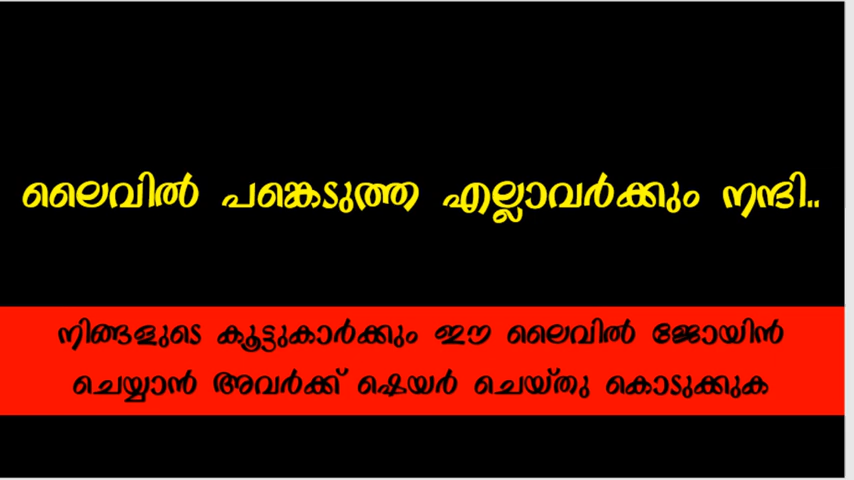 ലൈവിൽ പങ്കെടുത്ത എല്ലാവർക്കും നന്ദി..
നിങ്ങളുടെ കൂട്ടുകാർക്കും ഈ ലൈവിൽ ജോയിൻ
ചെയ്യാൻ അവർക്ക് ഷെയർ ചെയ്തു കൊടുക്കുക